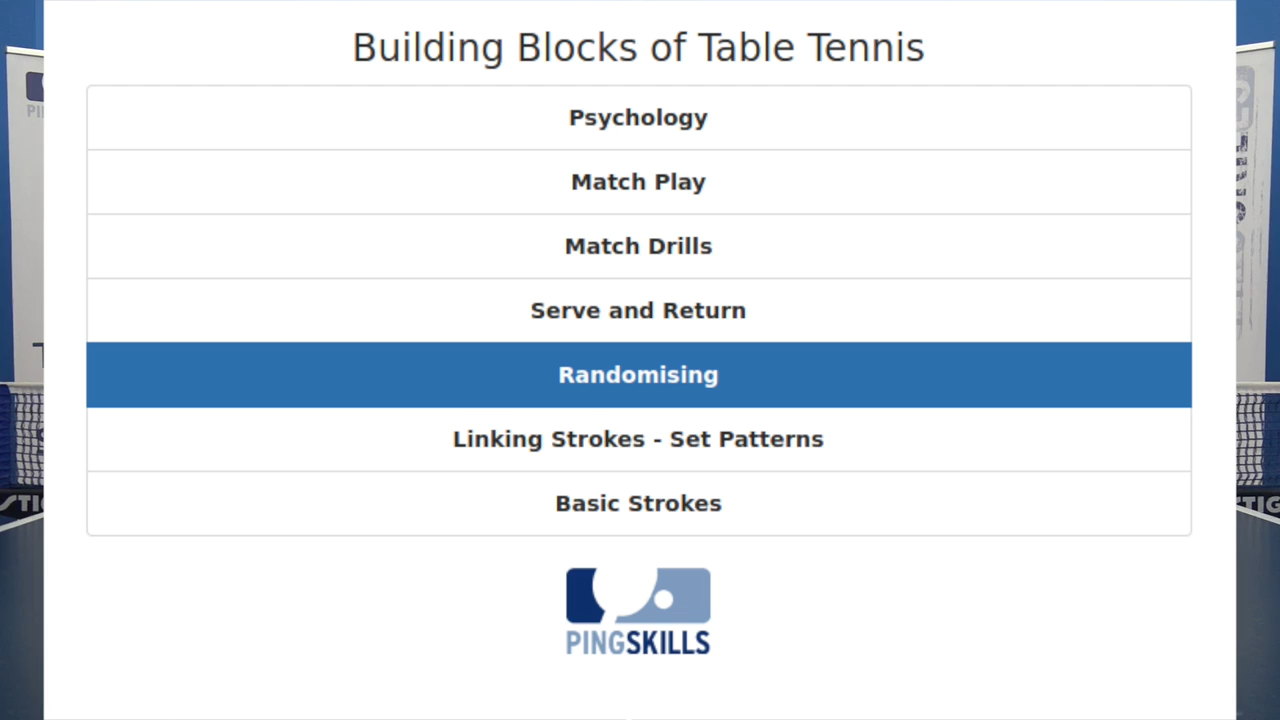 Building Blocks of Table Tennis
Psychology
Match Play
Match Drills
Serve and Return
Randomising
Linking Strokes - Set Patterns
Basic Strokes
PINGSKILLS